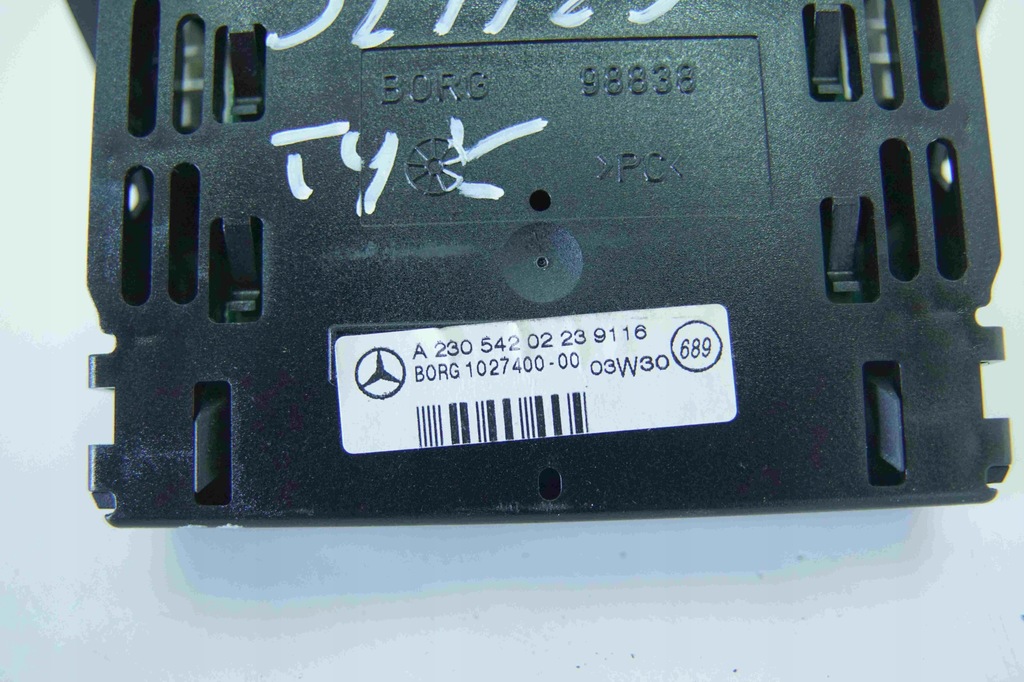 BORG 98838
>PC<
A 230 542 02 23 9116
BORG 1027400-00 03W30 689